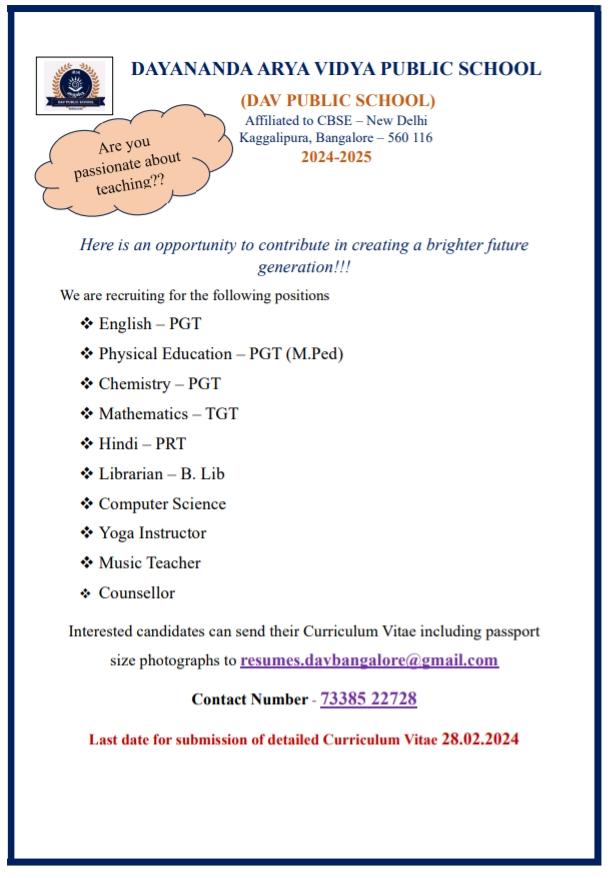 DAYANANDA ARYA VIDYA PUBLIC SCHOOL
(DAV PUBLIC SCHOOL)
Affiliated to CBSE – New Delhi
Kaggalipura, Bangalore – 560 116
2024-2025
DAV PUBLIC SCHOOL
Are you
passionate about
teaching??
Here is an opportunity to contribute in creating a brighter future
generation!!!
We are recruiting for the following positions
❖ English – PGT
❖ Physical Education – PGT (M.Ped)
❖ Chemistry – PGT
❖ Mathematics – TGT
❖ Hindi – PRT
❖ Librarian – B. Lib
❖ Computer Science
❖ Yoga Instructor
❖ Music Teacher
❖ Counsellor
Interested candidates can send their Curriculum Vitae including passport
size photographs to resumes.davbangalore@gmail.com
Contact Number - 73385 22728
Last date for submission of detailed Curriculum Vitae 28.02.2024